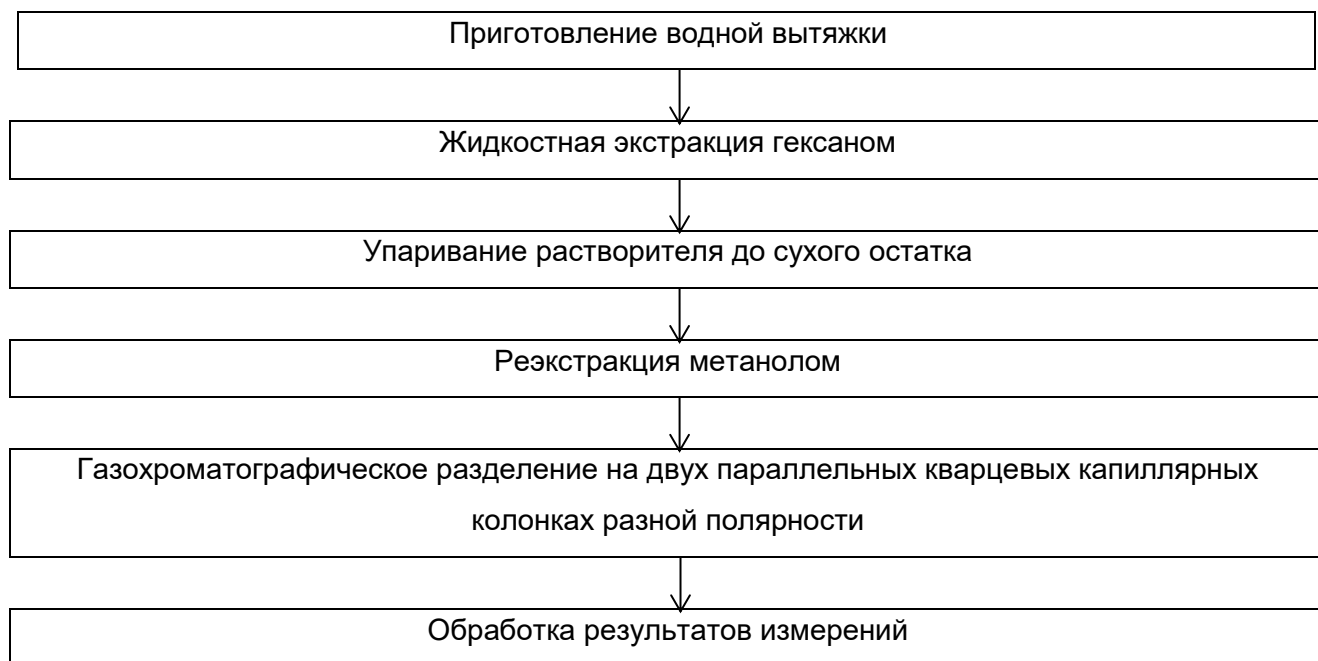 Приготовление водной вытяжки
Жидкостная экстракция гексаном
Упаривание растворителя до сухого остатка
Реэкстракция метанолом
Газохроматографическое разделение на двух параллельных кварцевых капиллярных
колонках разной полярности
Обработка результатов измерений